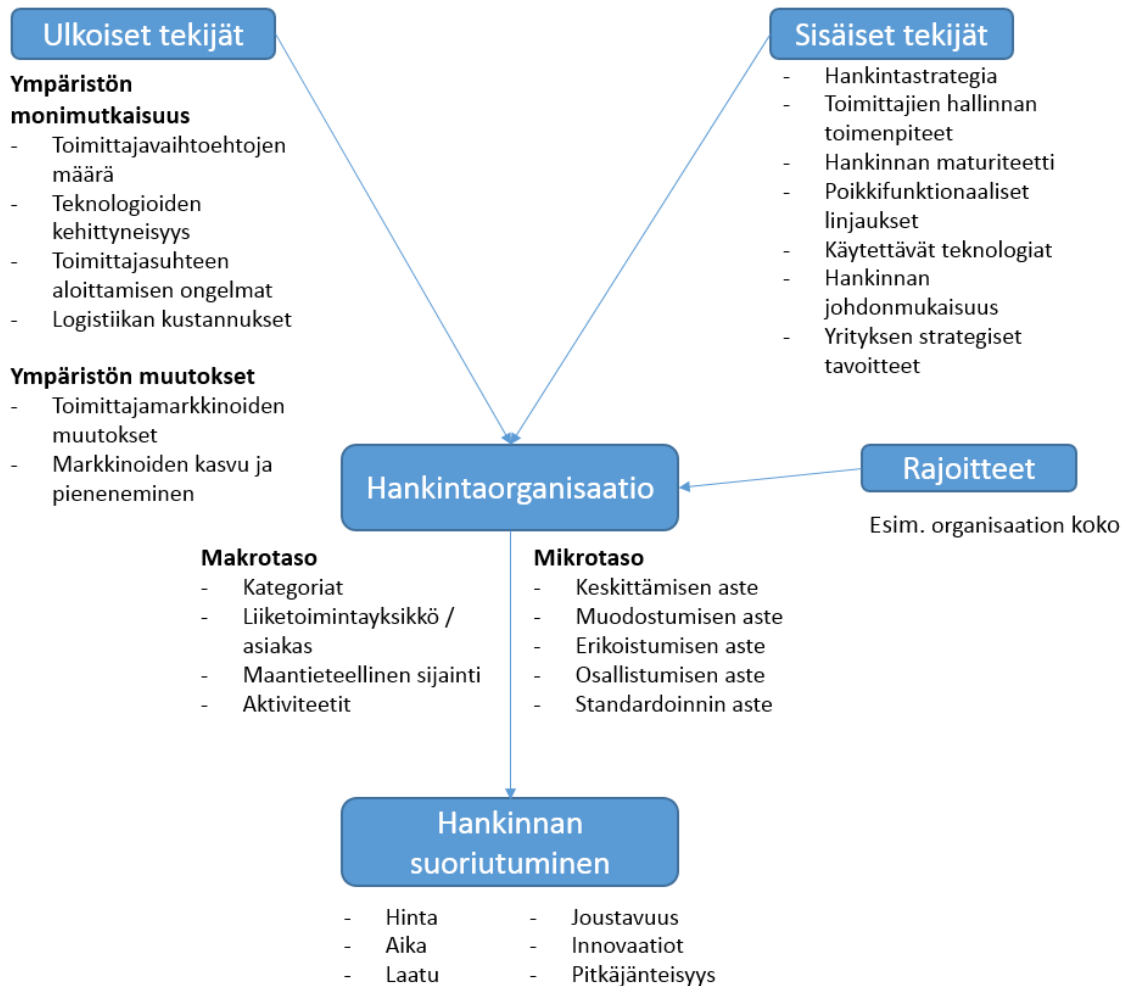 Ulkoiset tekijät
Ympäristön
monimutkaisuus
- Toimittajavaihtoehtojen
määrä
- Teknologioiden
kehittyneisyys
- Toimittajasuhteen
aloittamisen ongelmat
- Logistiikan kustannukset
Ympäristön muutokset
- Toimittajamarkkinoiden
muutokset
- Markkinoiden kasvu ja
pieneneminen
Sisäiset tekijät
- Hankintastrategia
- Toimittajien hallinnan
toimenpiteet
- Hankinnan maturiteetti
- Poikkifunktionaaliset
linjaukset
- Käytettävät teknologiat
- Hankinnan
johdonmukaisuus
- Yrityksen strategiset
tavoitteet
Hankintaorganisaatio
Rajoitteet
Esim. organisaation koko
Makrotaso
- Kategoriat
- Liiketoimintayksikkö /
asiakas
- Maantieteellinen sijainti
- Aktiviteetit
Mikrotaso
- Keskittämisen aste
- Muodostumisen aste
- Erikoistumisen aste
- Osallistumisen aste
- Standardoinnin aste
Hankinnan
suoriutuminen
- Hinta
- Aika
- Laatu
- Joustavuus
- Innovaatiot
- Pitkäjänteisyys